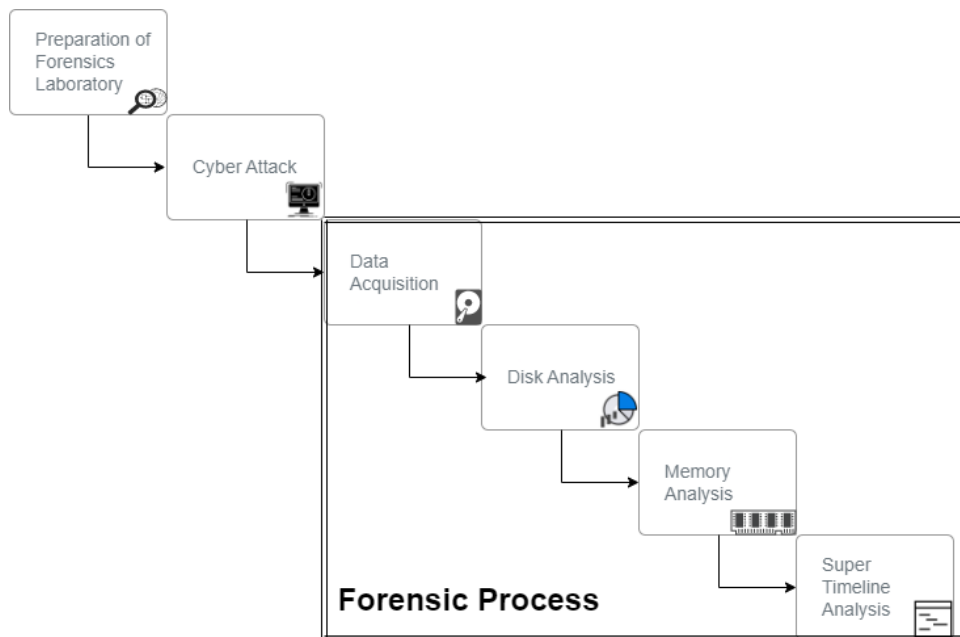 Preparation of
Forensics
Laboratory
Cyber Attack
Data
Acquisition
Disk Analysis
Memory
Analysis
Super
Timeline
Analysis
Forensic Process